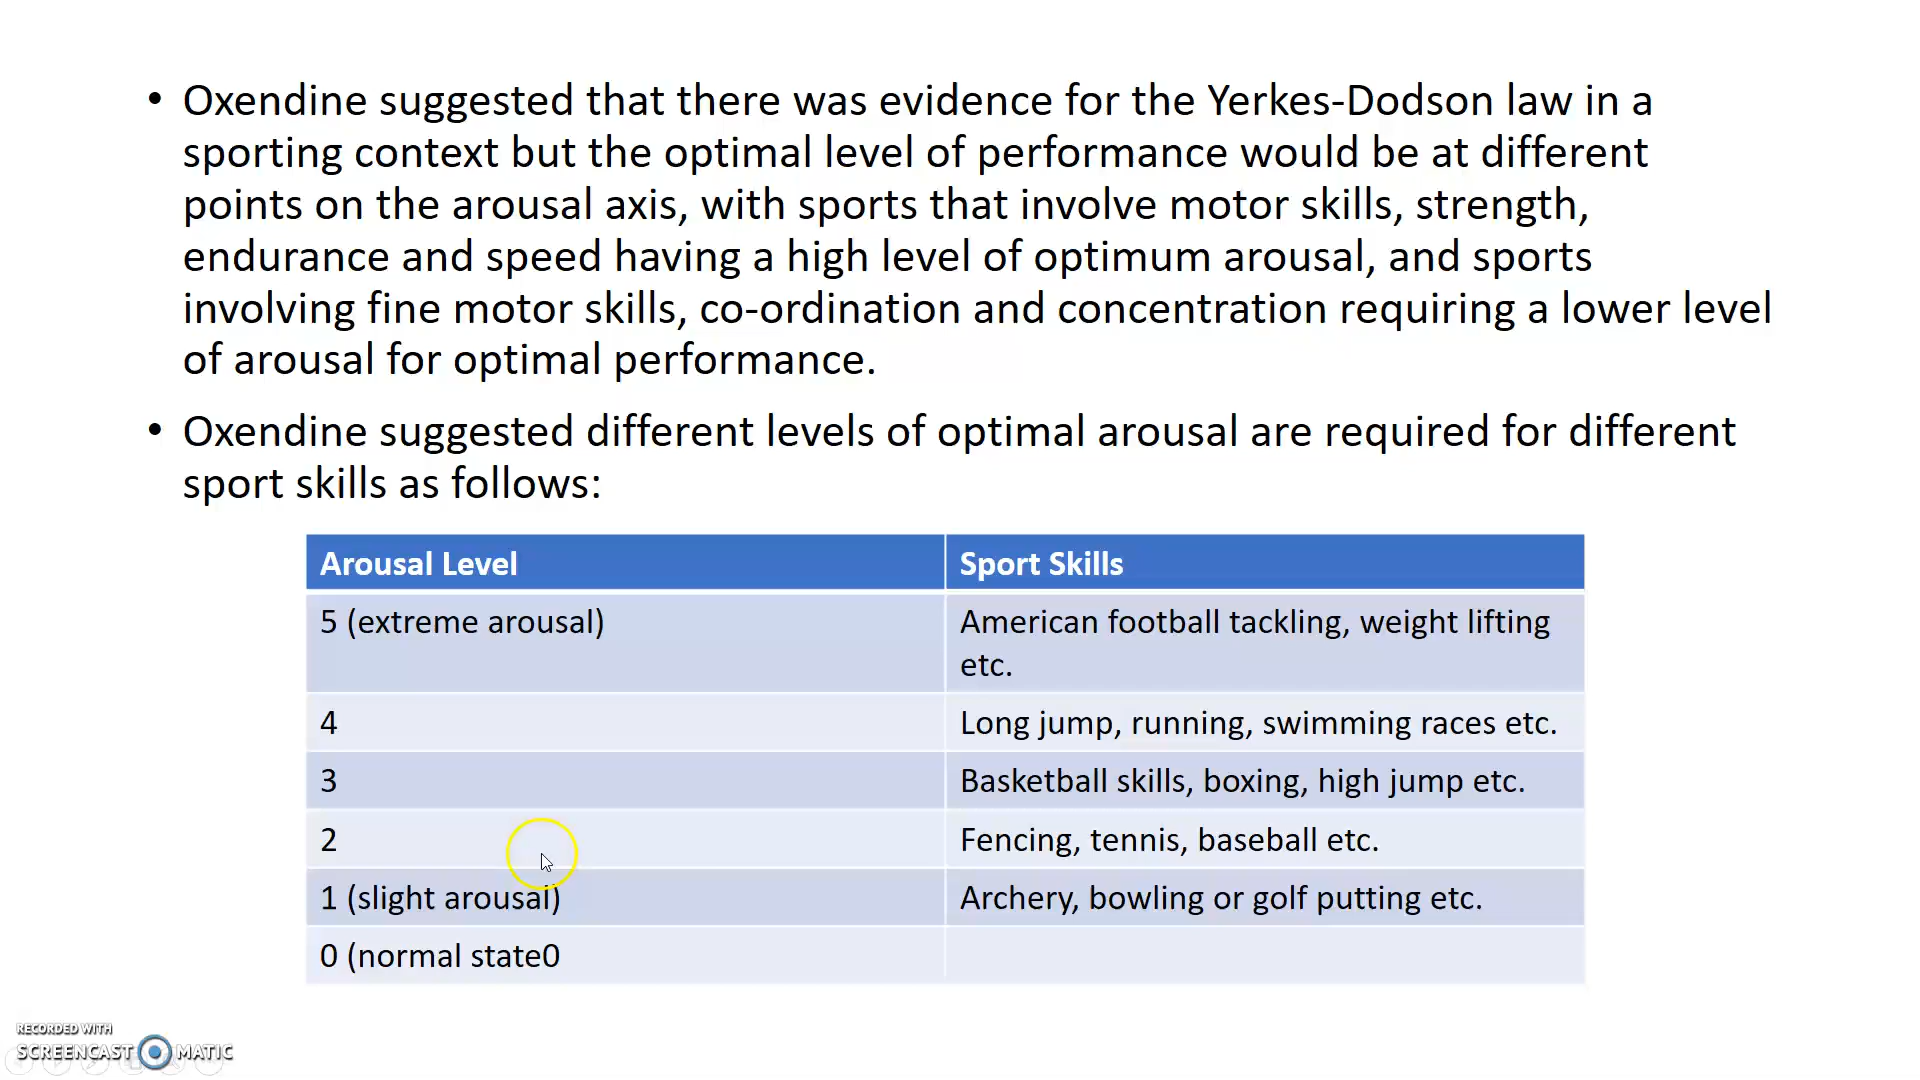 • Oxendine suggested that there was evidence for the Yerkes-Dodson law in a
sporting context but the optimal level of performance would be at different
points on the arousal axis, with sports that involve motor skills, strength,
endurance and speed having a high level of optimum arousal, and sports
involving fine motor skills, co-ordination and concentration requiring a lower level
of arousal for optimal performance.
• Oxendine suggested different levels of optimal arousal are required for different
sport skills as follows:
Arousal Level Sport Skills
5 (extreme arousal) American football tackling, weight lifting
etc.
4 Long jump, running, swimming races etc.
3 Basketball skills, boxing, high jump etc.
2 Fencing, tennis, baseball etc.
1 (slight arousal) Archery, bowling or golf putting etc.
0 (normal state0
RECORDED WITH
SCREENCAST MATIC